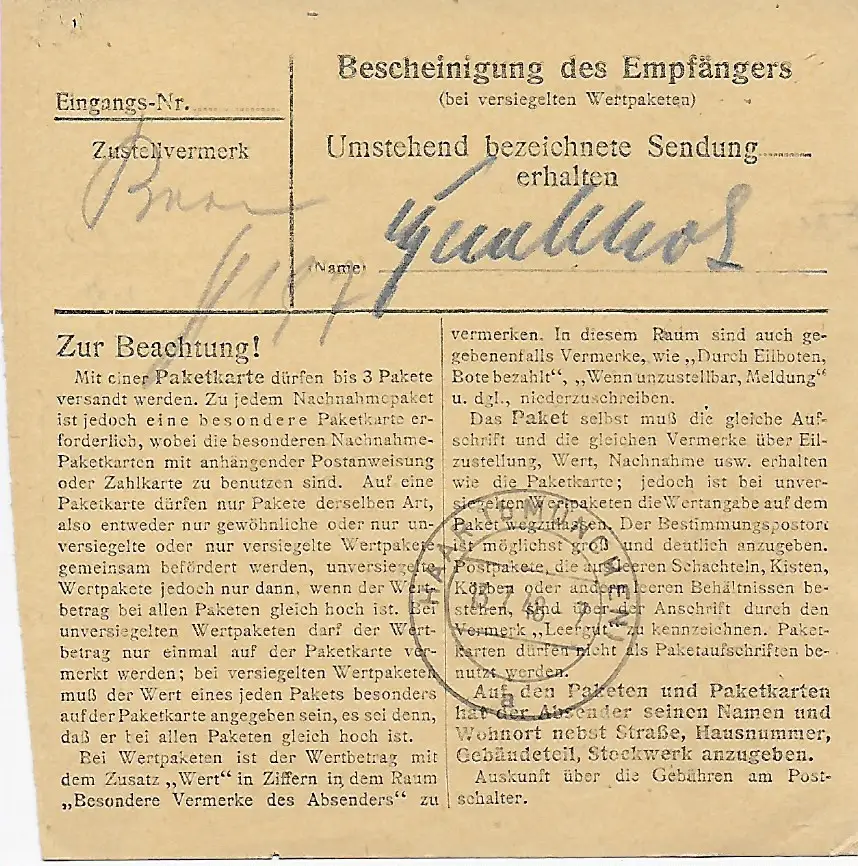 Eingangs-Nr.
Zustellvermerk
Bescheinigung des Empfängers
(bei versiegelten Wertpaketen)
Umstehend bezeichnete Sendung
erhalten
(Name)
Zur Beachtung!
Mit einer Paketkarte dürfen bis 3 Pakete
versandt werden. Zu jedem Nachnahmepaket
ist jedoch eine besondere Paketkarte er-
forderlich, wobei die besonderen Nachnahme-
Paketkarten mit anhängender Postanweisung
oder Zahlkarte zu benutzen sind. Auf eine
Paketkarte dürfen nur Pakete derselben Art,
also entweder nur gewöhnliche oder nur un-
versiegelte oder nur versiegelte Wertpakete
gemeinsam befördert werden, unversiegelte
Wertpakete jedoch nur dann, wenn der Wert-
betrag bei allen Paketen gleich hoch ist. Bei
unversiegelten Wertpaketen darf der Wert-
betrag nur einmal auf der Paketkarte ver-
merkt werden; bei versiegelten Wertpaketen
muß der Wert eines jeden Pakets besonders
auf der Paketkarte angegeben sein, es sei denn,
daß er bei allen Paketen gleich hoch ist.
Bei Wertpaketen ist der Wertbetrag mit
dem Zusatz „Wert“ in Ziffern in dem Raum
„Besondere Vermerke des Absenders“ zu
vermerken. In diesem Raum sind auch ge-
gebenenfalls Vermerke, wie „Durch Eilboten,
Bote bezahlt“, „Wenn unzustellbar, Meldung“
u. dgl., niederzuschreiben.
Das Paket selbst muß die gleiche Auf-
schrift und die gleichen Vermerke über Eil-
zustellung, Wert, Nachnahme usw. erhalten
wie die Paketkarte; jedoch ist bei unver-
siegelten Wertpaketen die Wertangabe auf dem
Paket wegzulassen. Der Bestimmungspostort
ist möglichst groß und deutlich anzugeben.
Postpakete, die aus leeren Schachteln, Kisten,
Körben oder anderen leeren Behältnissen be-
stehen, sind über der Anschrift durch den
Vermerk „Leergut“ zu kennzeichnen. Paket-
karten dürfen nicht als Paketaufschriften be-
nutzt werden.
Auf den Paketen und Paketkarten
hat der Absender seinen Namen und
Wohnort nebst Straße, Hausnummer,
Gebäudeteil, Stockwerk anzugeben.
Auskunft über die Gebühren am Post-
schalter.
HAAR (B MÜNCHEN)
7 48
a